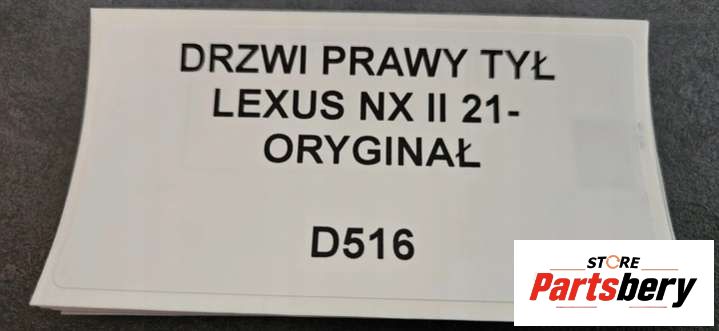 DRZWI PRAWY TYŁ
LEXUS NX II 21-
ORYGINAŁ
D516
STORE
Partsbery